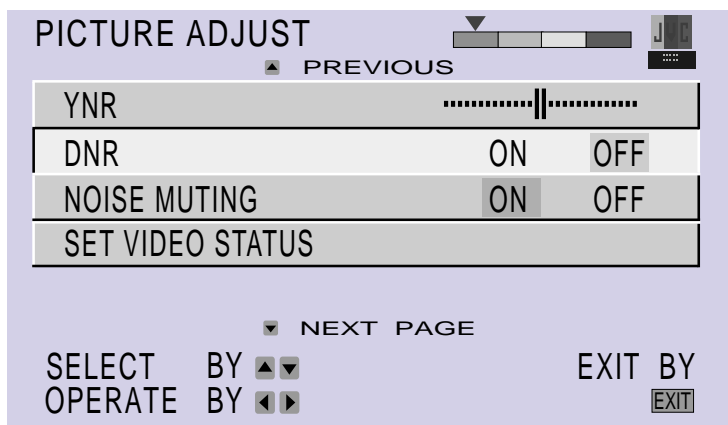 PICTURE ADJUST JVC
PREVIOUS
YNR
DNR ON OFF
NOISE MUTING ON OFF
SET VIDEO STATUS
NEXT PAGE
SELECT BY EXIT BY
OPERATE BY EXIT